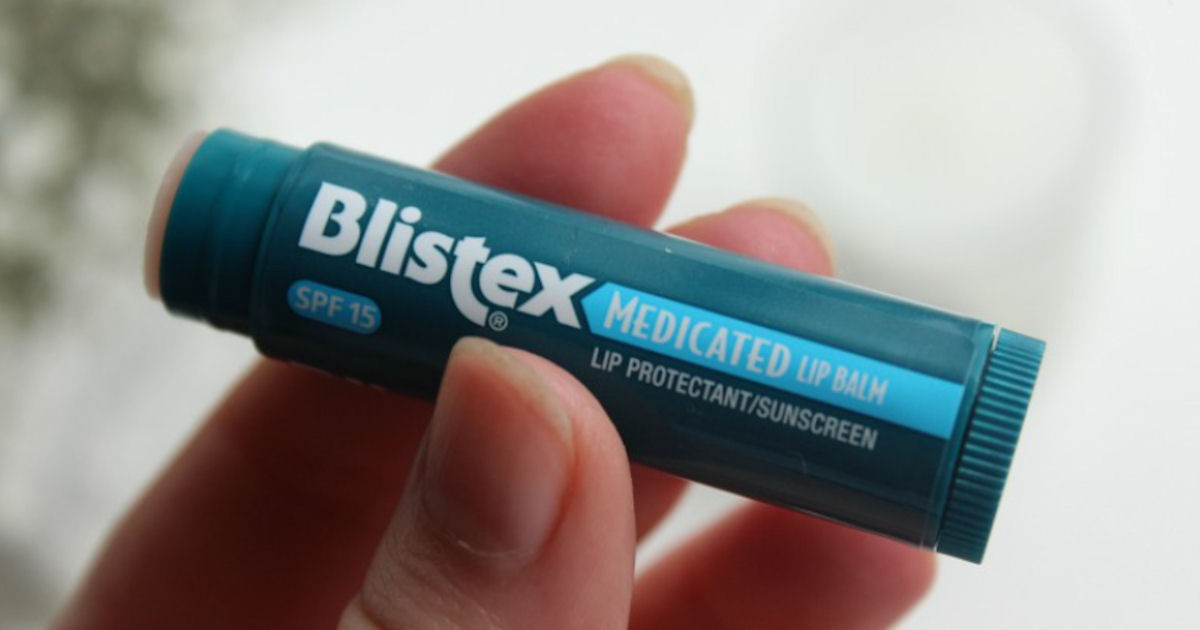 Blistex®
MEDICATED LIP BALM
SPF 15
LIP PROTECTANT/SUNSCREEN